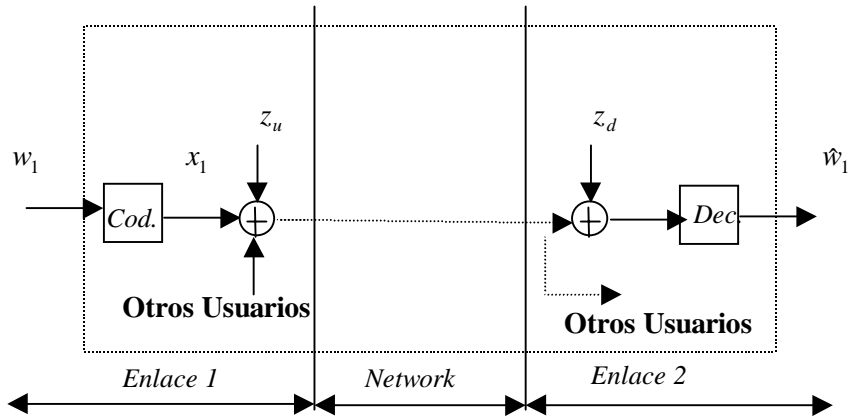 z_u
z_d
w_1
x_1
ŵ_1
Cod.
Dec.
Otros Usuarios
Otros Usuarios
Enlace 1
Network
Enlace 2